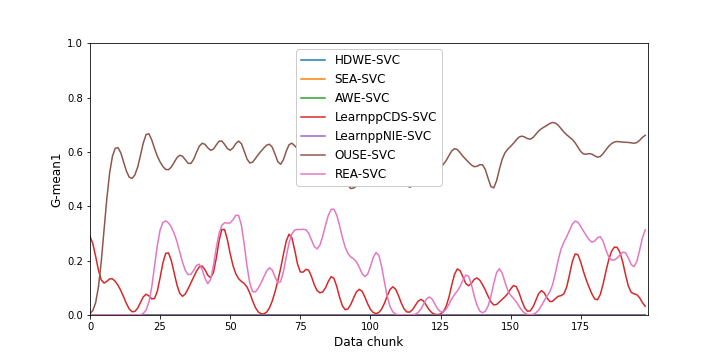 1.0
0.8
0.6
0.4
0.2
0.0
G-mean1
HDWE-SVC
SEA-SVC
AWE-SVC
LearnppCDS-SVC
LearnppNIE-SVC
OUSE-SVC
REA-SVC
0 25 50 75 100 125 150 175
Data chunk